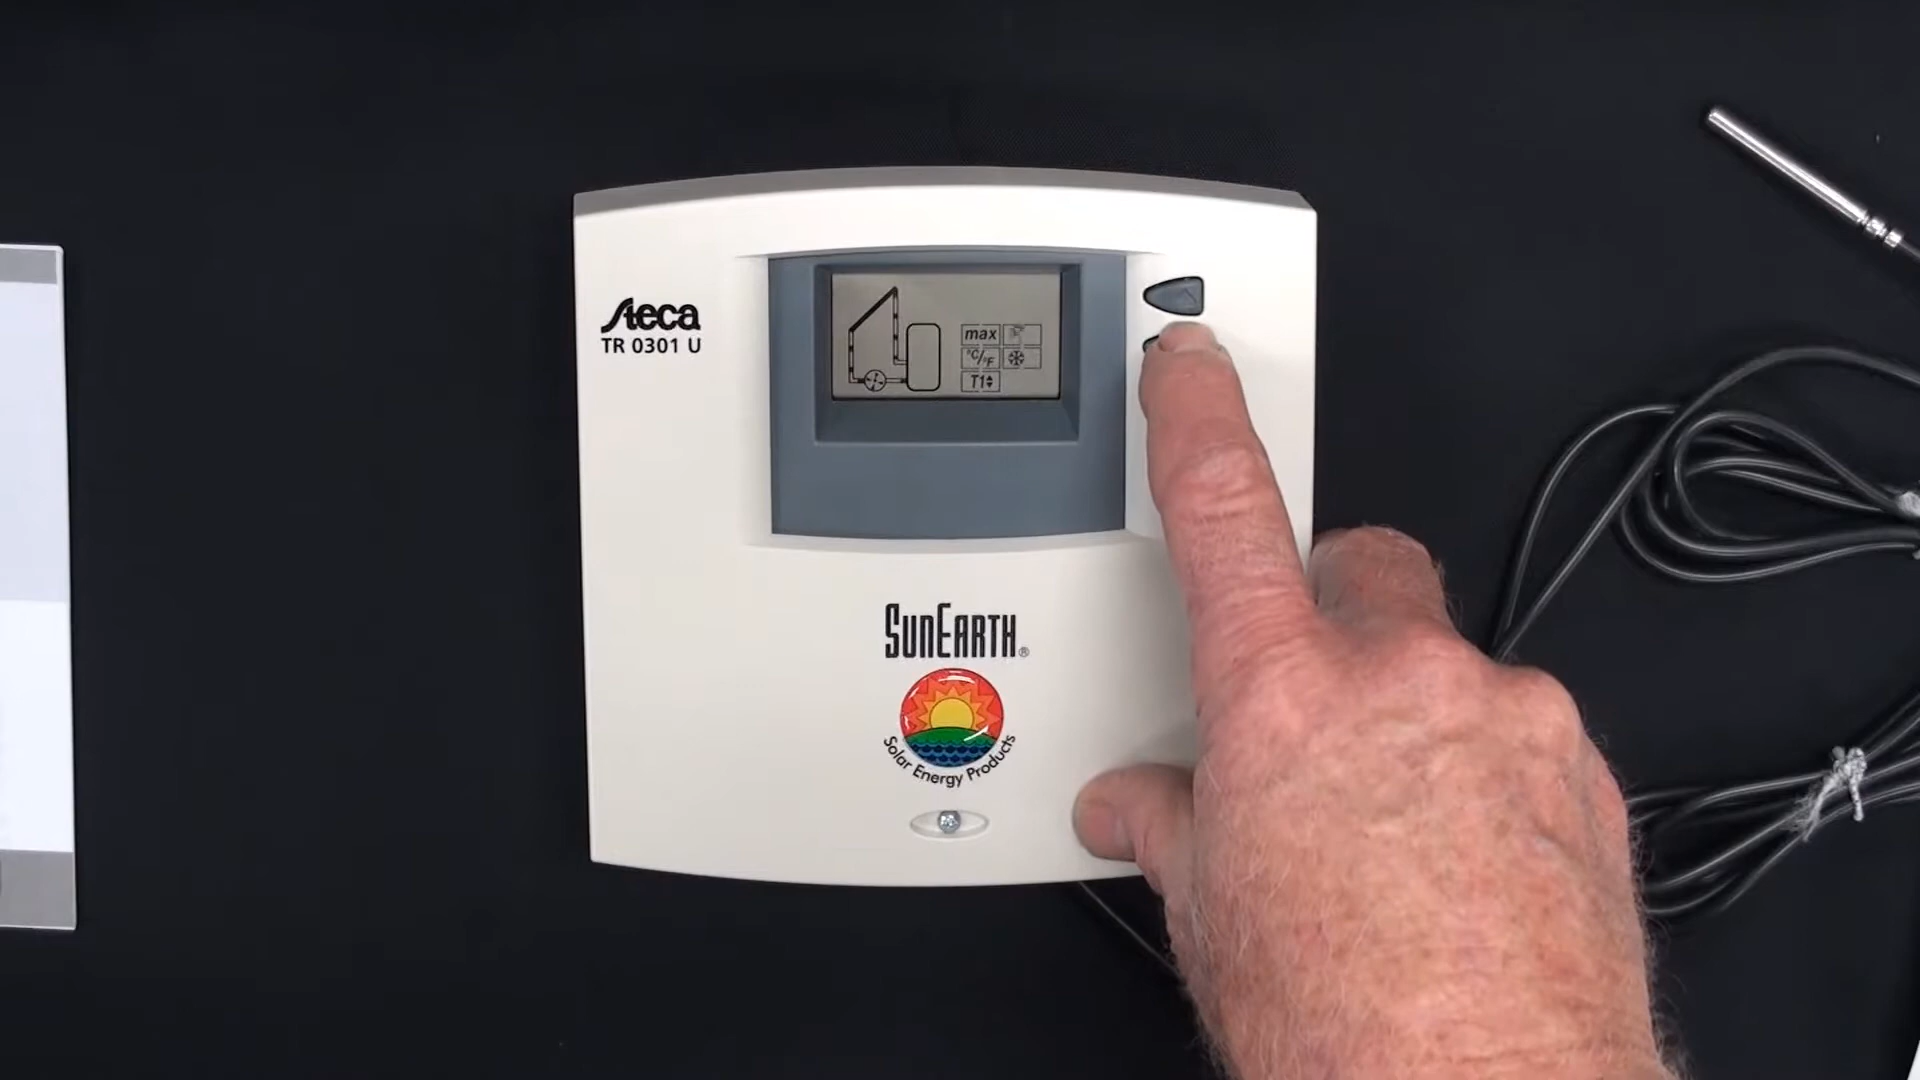 Steca
TR 0301 U
max
°C/°F
T1
SUNEARTH®
Solar Energy Products